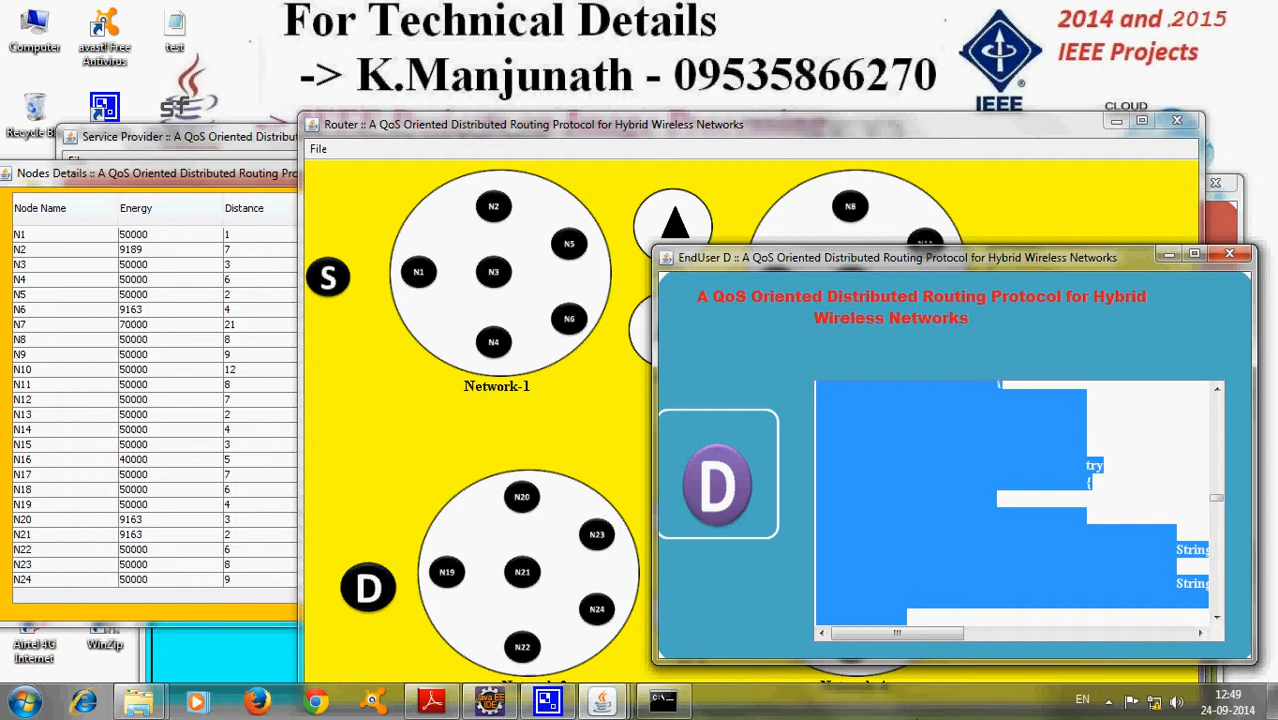 For Technical Details
-> K.Manjunath - 09535866270
2014 and .2015
IEEE Projects
IEEE
CLOUD
Computer
avast! Free
Antivirus
test
Recycle B
Service Provider :: A QoS Oriented Distribut
File
Nodes Details :: A QoS Oriented Distributed Routing Pro
Node Name Energy Distance
N1 50000 1
N2 9189 7
N3 50000 3
N4 50000 6
N5 50000 2
N6 9163 4
N7 70000 21
N8 50000 8
N9 50000 9
N10 50000 12
N11 50000 8
N12 50000 7
N13 50000 2
N14 50000 4
N15 50000 3
N16 40000 5
N17 50000 7
N18 50000 6
N19 50000 4
N20 9163 3
N21 9163 2
N22 50000 6
N23 50000 8
N24 50000 9
Airtel 4G
Internet
WinZip
Router :: A QoS Oriented Distributed Routing Protocol for Hybrid Wireless Networks
File
S
N2
N5
N1
N3
N6
N4
Network-1
N8
D
N20
N23
N19
N21
N24
N22
EndUser D :: A QoS Oriented Distributed Routing Protocol for Hybrid Wireless Networks
A QoS Oriented Distributed Routing Protocol for Hybrid
Wireless Networks
D
{
try
{
String
String
Java EE
IDE
EN
12:49
24-09-2014